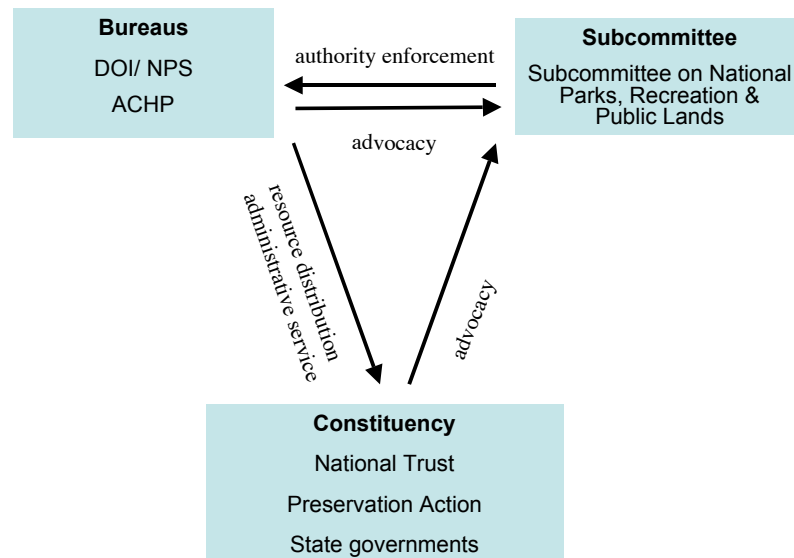 Bureaus
DOI/ NPS
ACHP
authority enforcement
advocacy
Subcommittee
Subcommittee on National
Parks, Recreation &
Public Lands
resource distribution
administrative service
advocacy
Constituency
National Trust
Preservation Action
State governments